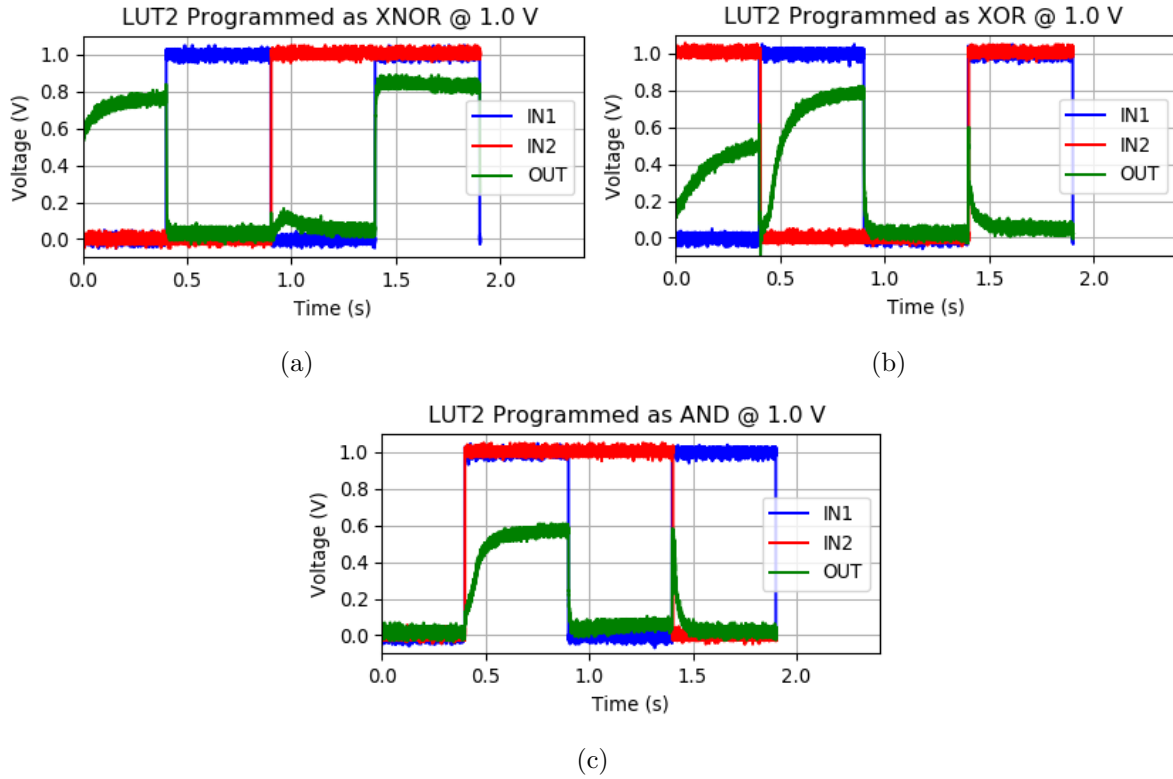 LUT2 Programmed as XNOR @ 1.0 V
1.0
0.8
0.6
0.4
0.2
0.0
Voltage (V)
IN1
IN2
OUT
0.0 0.5 1.0 1.5 2.0
Time (s)
(a)
LUT2 Programmed as XOR @ 1.0 V
1.0
0.8
0.6
0.4
0.2
0.0
Voltage (V)
IN1
IN2
OUT
0.0 0.5 1.0 1.5 2.0
Time (s)
(b)
LUT2 Programmed as AND @ 1.0 V
1.0
0.8
0.6
0.4
0.2
0.0
Voltage (V)
IN1
IN2
OUT
0.0 0.5 1.0 1.5 2.0
Time (s)
(c)